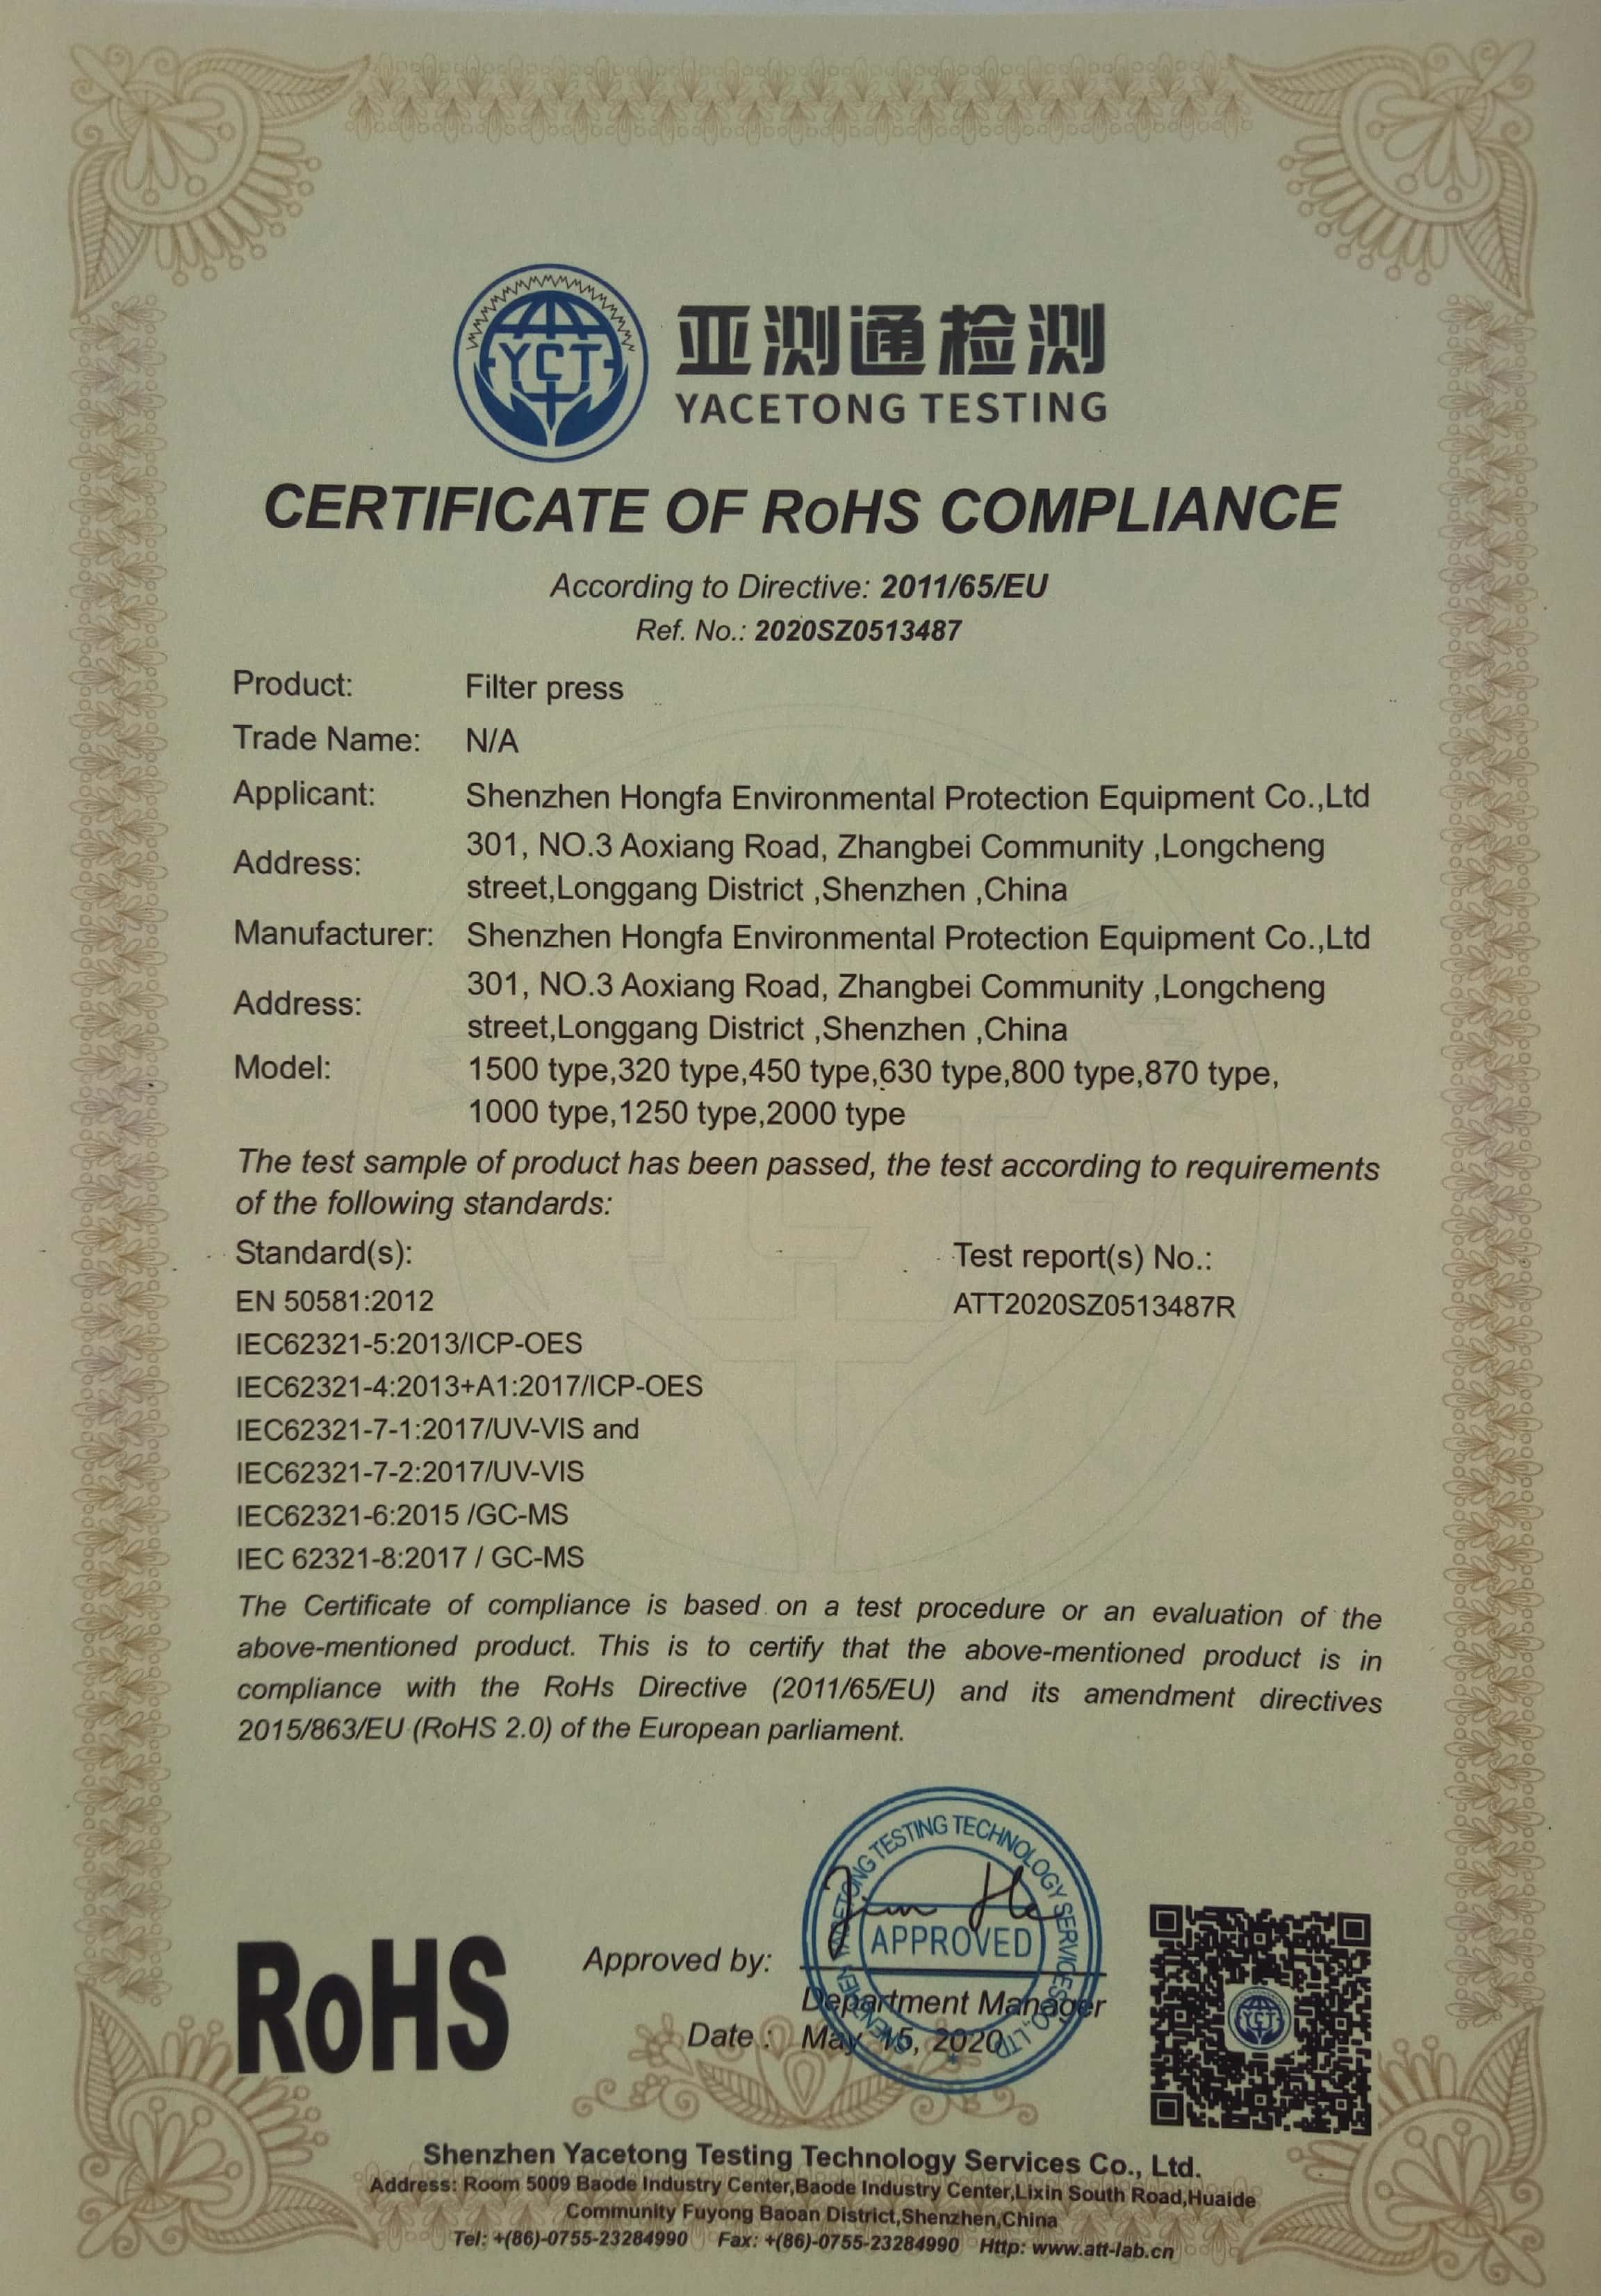 YCT
亚测通检测
YACETONG TESTING
CERTIFICATE OF RoHS COMPLIANCE
According to Directive: 2011/65/EU
Ref. No.: 2020SZ0513487
Product: Filter press
Trade Name: N/A
Applicant: Shenzhen Hongfa Environmental Protection Equipment Co.,Ltd
Address: 301, NO.3 Aoxiang Road, Zhangbei Community ,Longcheng
street,Longgang District ,Shenzhen ,China
Manufacturer: Shenzhen Hongfa Environmental Protection Equipment Co.,Ltd
Address: 301, NO.3 Aoxiang Road, Zhangbei Community ,Longcheng
street,Longgang District ,Shenzhen ,China
Model: 1500 type,320 type,450 type,630 type,800 type,870 type,
1000 type,1250 type,2000 type
The test sample of product has been passed, the test according to requirements
of the following standards:
Standard(s): Test report(s) No.:
EN 50581:2012 ATT2020SZ0513487R
IEC62321-5:2013/ICP-OES
IEC62321-4:2013+A1:2017/ICP-OES
IEC62321-7-1:2017/UV-VIS and
IEC62321-7-2:2017/UV-VIS
IEC62321-6:2015 /GC-MS
IEC 62321-8:2017 / GC-MS
The Certificate of compliance is based on a test procedure or an evaluation of the
above-mentioned product. This is to certify that the above-mentioned product is in
compliance with the RoHs Directive (2011/65/EU) and its amendment directives
2015/863/EU (RoHS 2.0) of the European parliament.
SHENZHEN YACETONG TESTING TECHNOLOGY SERVICES CO., LTD.
Jim He
APPROVED
RoHS
Approved by:
Department Manager
Date : May 15, 2020
YCT
Shenzhen Yacetong Testing Technology Services Co., Ltd.
Address: Room 5009 Baode Industry Center,Baode Industry Center,Lixin South Road,Huaide
Community Fuyong Baoan District,Shenzhen,China
Tel: +(86)-0755-23284990 Fax: +(86)-0755-23284990 Http: www.att-lab.cn